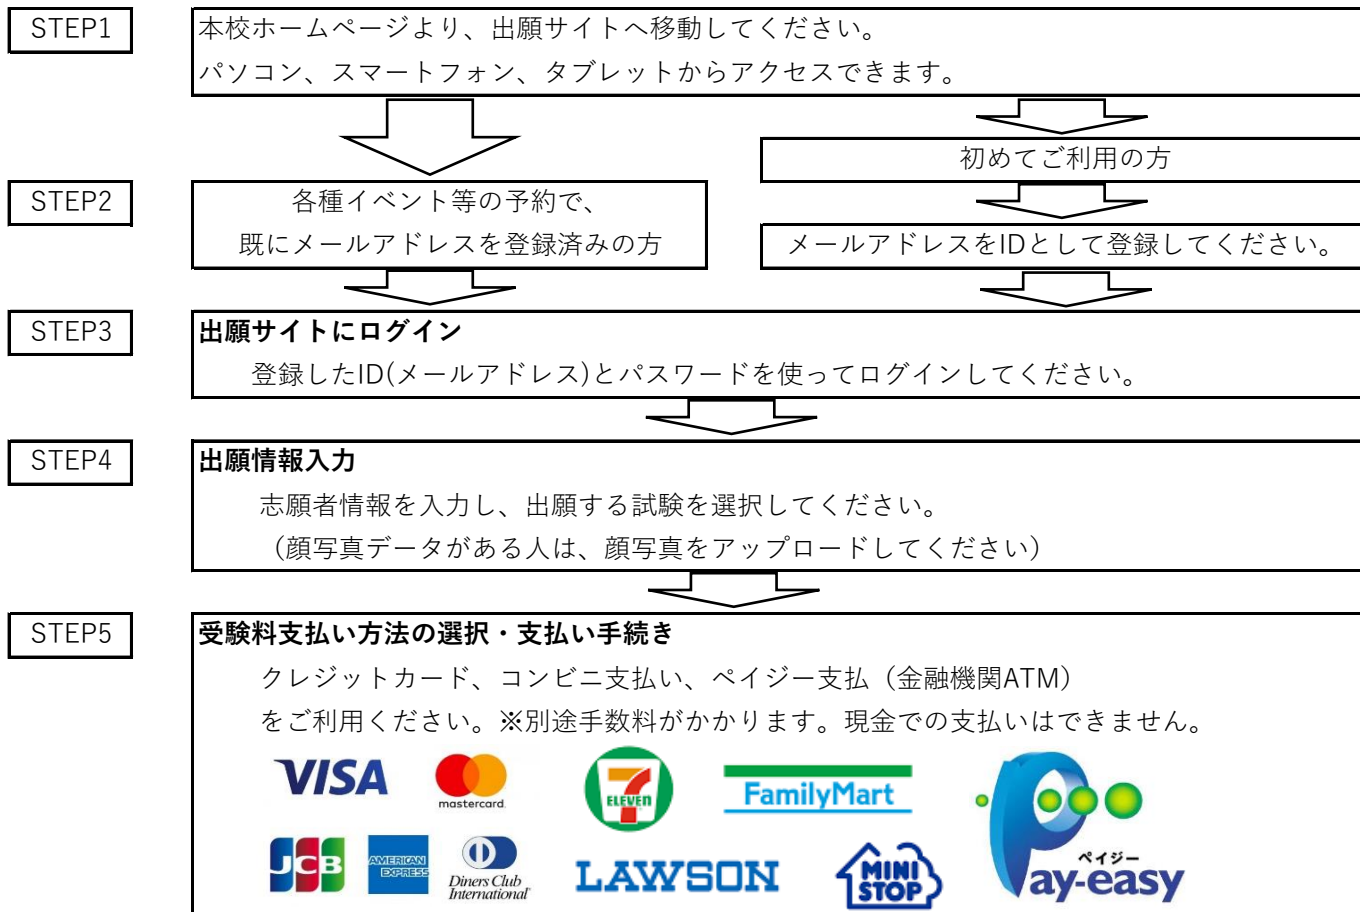 STEP1
本校ホームページより、出願サイトへ移動してください。
パソコン、スマートフォン、タブレットからアクセスできます。
初めてご利用の方
STEP2
各種イベント等の予約で、
既にメールアドレスを登録済みの方
メールアドレスをIDとして登録してください。
STEP3
出願サイトにログイン
登録したID(メールアドレス)とパスワードを使ってログインしてください。
STEP4
出願情報入力
志願者情報を入力し、出願する試験を選択してください。
（顔写真データがある人は、顔写真をアップロードしてください）
STEP5
受験料支払い方法の選択・支払い手続き
クレジットカード、コンビニ支払い、ペイジー支払（金融機関ATM）
をご利用ください。※別途手数料がかかります。現金での支払いはできません。
VISA
mastercard
7
ELEVEN
FamilyMart
JCB
AMERICAN
EXPRESS
Diners Club
International
LAWSON
MINI
STOP
ペイジー
Pay-easy